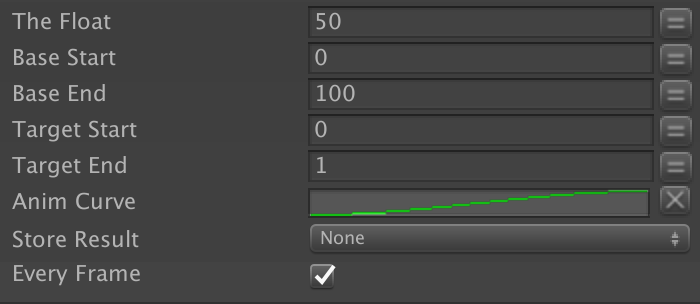 The Float 50
Base Start 0
Base End 100
Target Start 0
Target End 1
Anim Curve
Store Result None
Every Frame